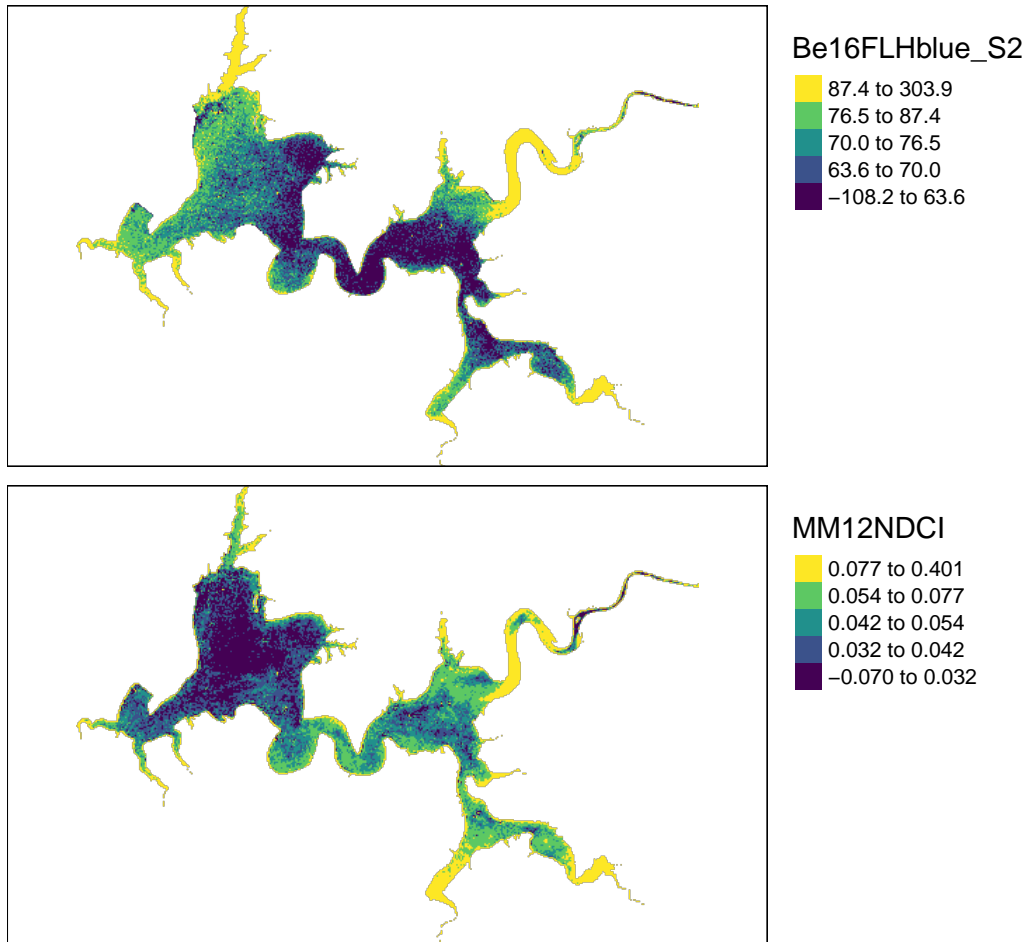 Be16FLHblue_S2
87.4 to 303.9
76.5 to 87.4
70.0 to 76.5
63.6 to 70.0
−108.2 to 63.6
MM12NDCI
0.077 to 0.401
0.054 to 0.077
0.042 to 0.054
0.032 to 0.042
−0.070 to 0.032